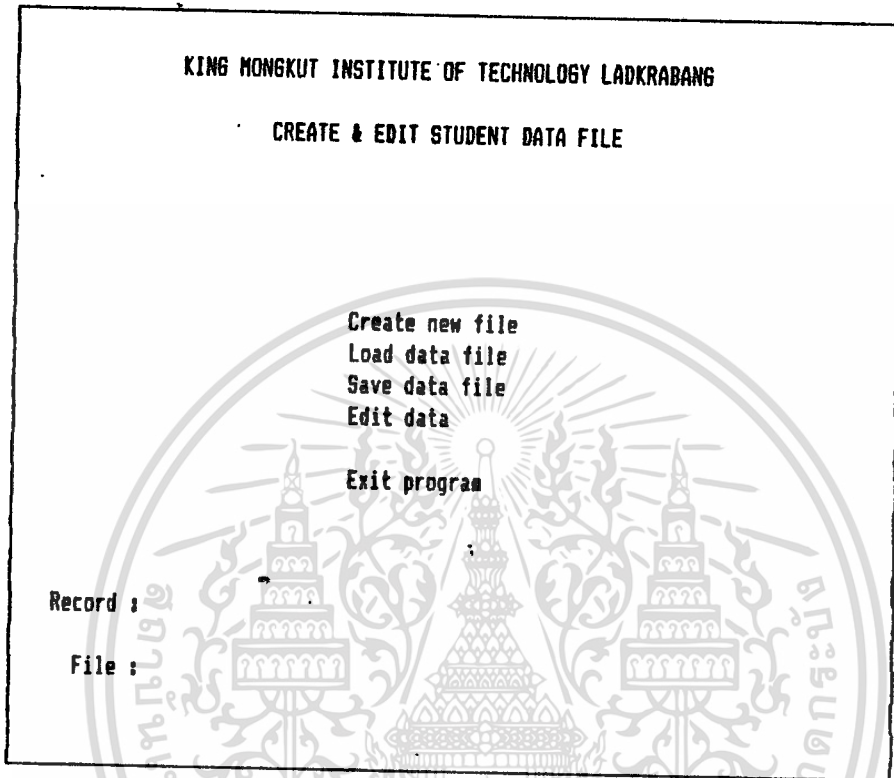 KING MONGKUT INSTITUTE OF TECHNOLOGY LADKRABANG
CREATE & EDIT STUDENT DATA FILE
Create new file
Load data file
Save data file
Edit data
Exit program
Record :
File :